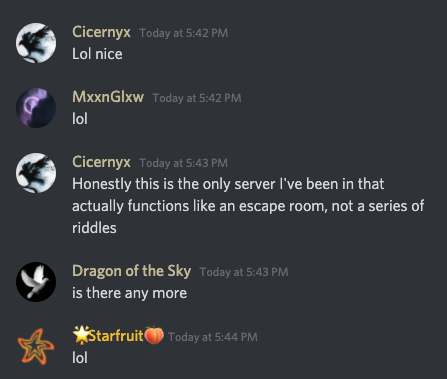 Cicernyx Today at 5:42 PM
Lol nice
MxxnGlxw Today at 5:42 PM
lol
Cicernyx Today at 5:43 PM
Honestly this is the only server I've been in that
actually functions like an escape room, not a series of
riddles
Dragon of the Sky Today at 5:43 PM
is there any more
🌟Starfruit🍑 Today at 5:44 PM
lol